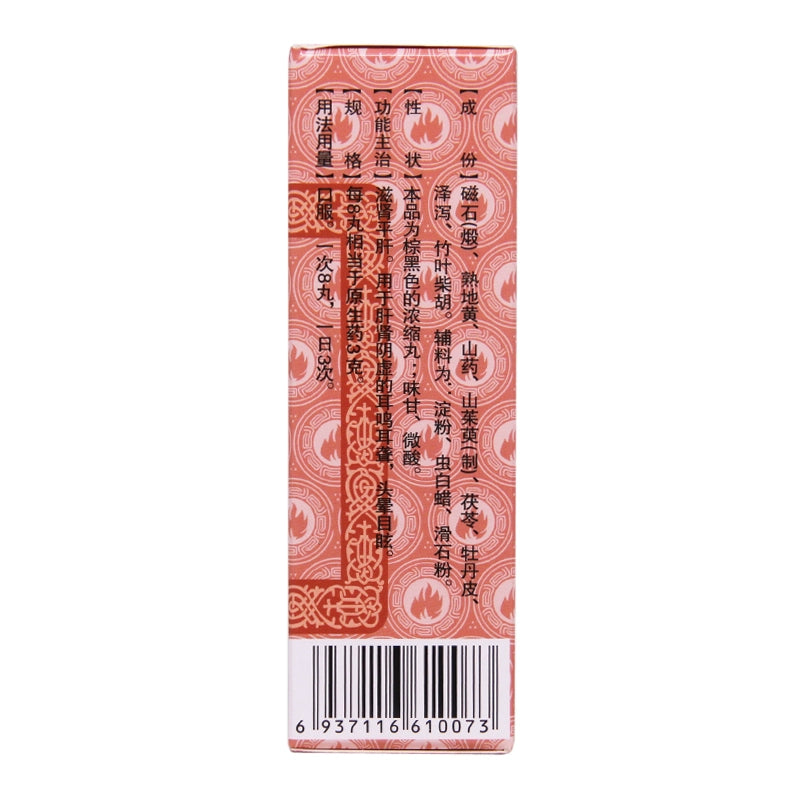 【成份】磁石(煅)、熟地黄、山药、山茱萸(制)、茯苓、牡丹皮、
泽泻、竹叶柴胡。辅料为：淀粉、虫白蜡、滑石粉。
【性状】本品为棕黑色的浓缩丸；味甘、微酸。
【功能主治】滋肾平肝。用于肝肾阴虚的耳鸣耳聋，头晕目眩。
【规格】每8丸相当于原生药3克。
【用法用量】口服。一次8丸，一日3次。
6 937116 610073